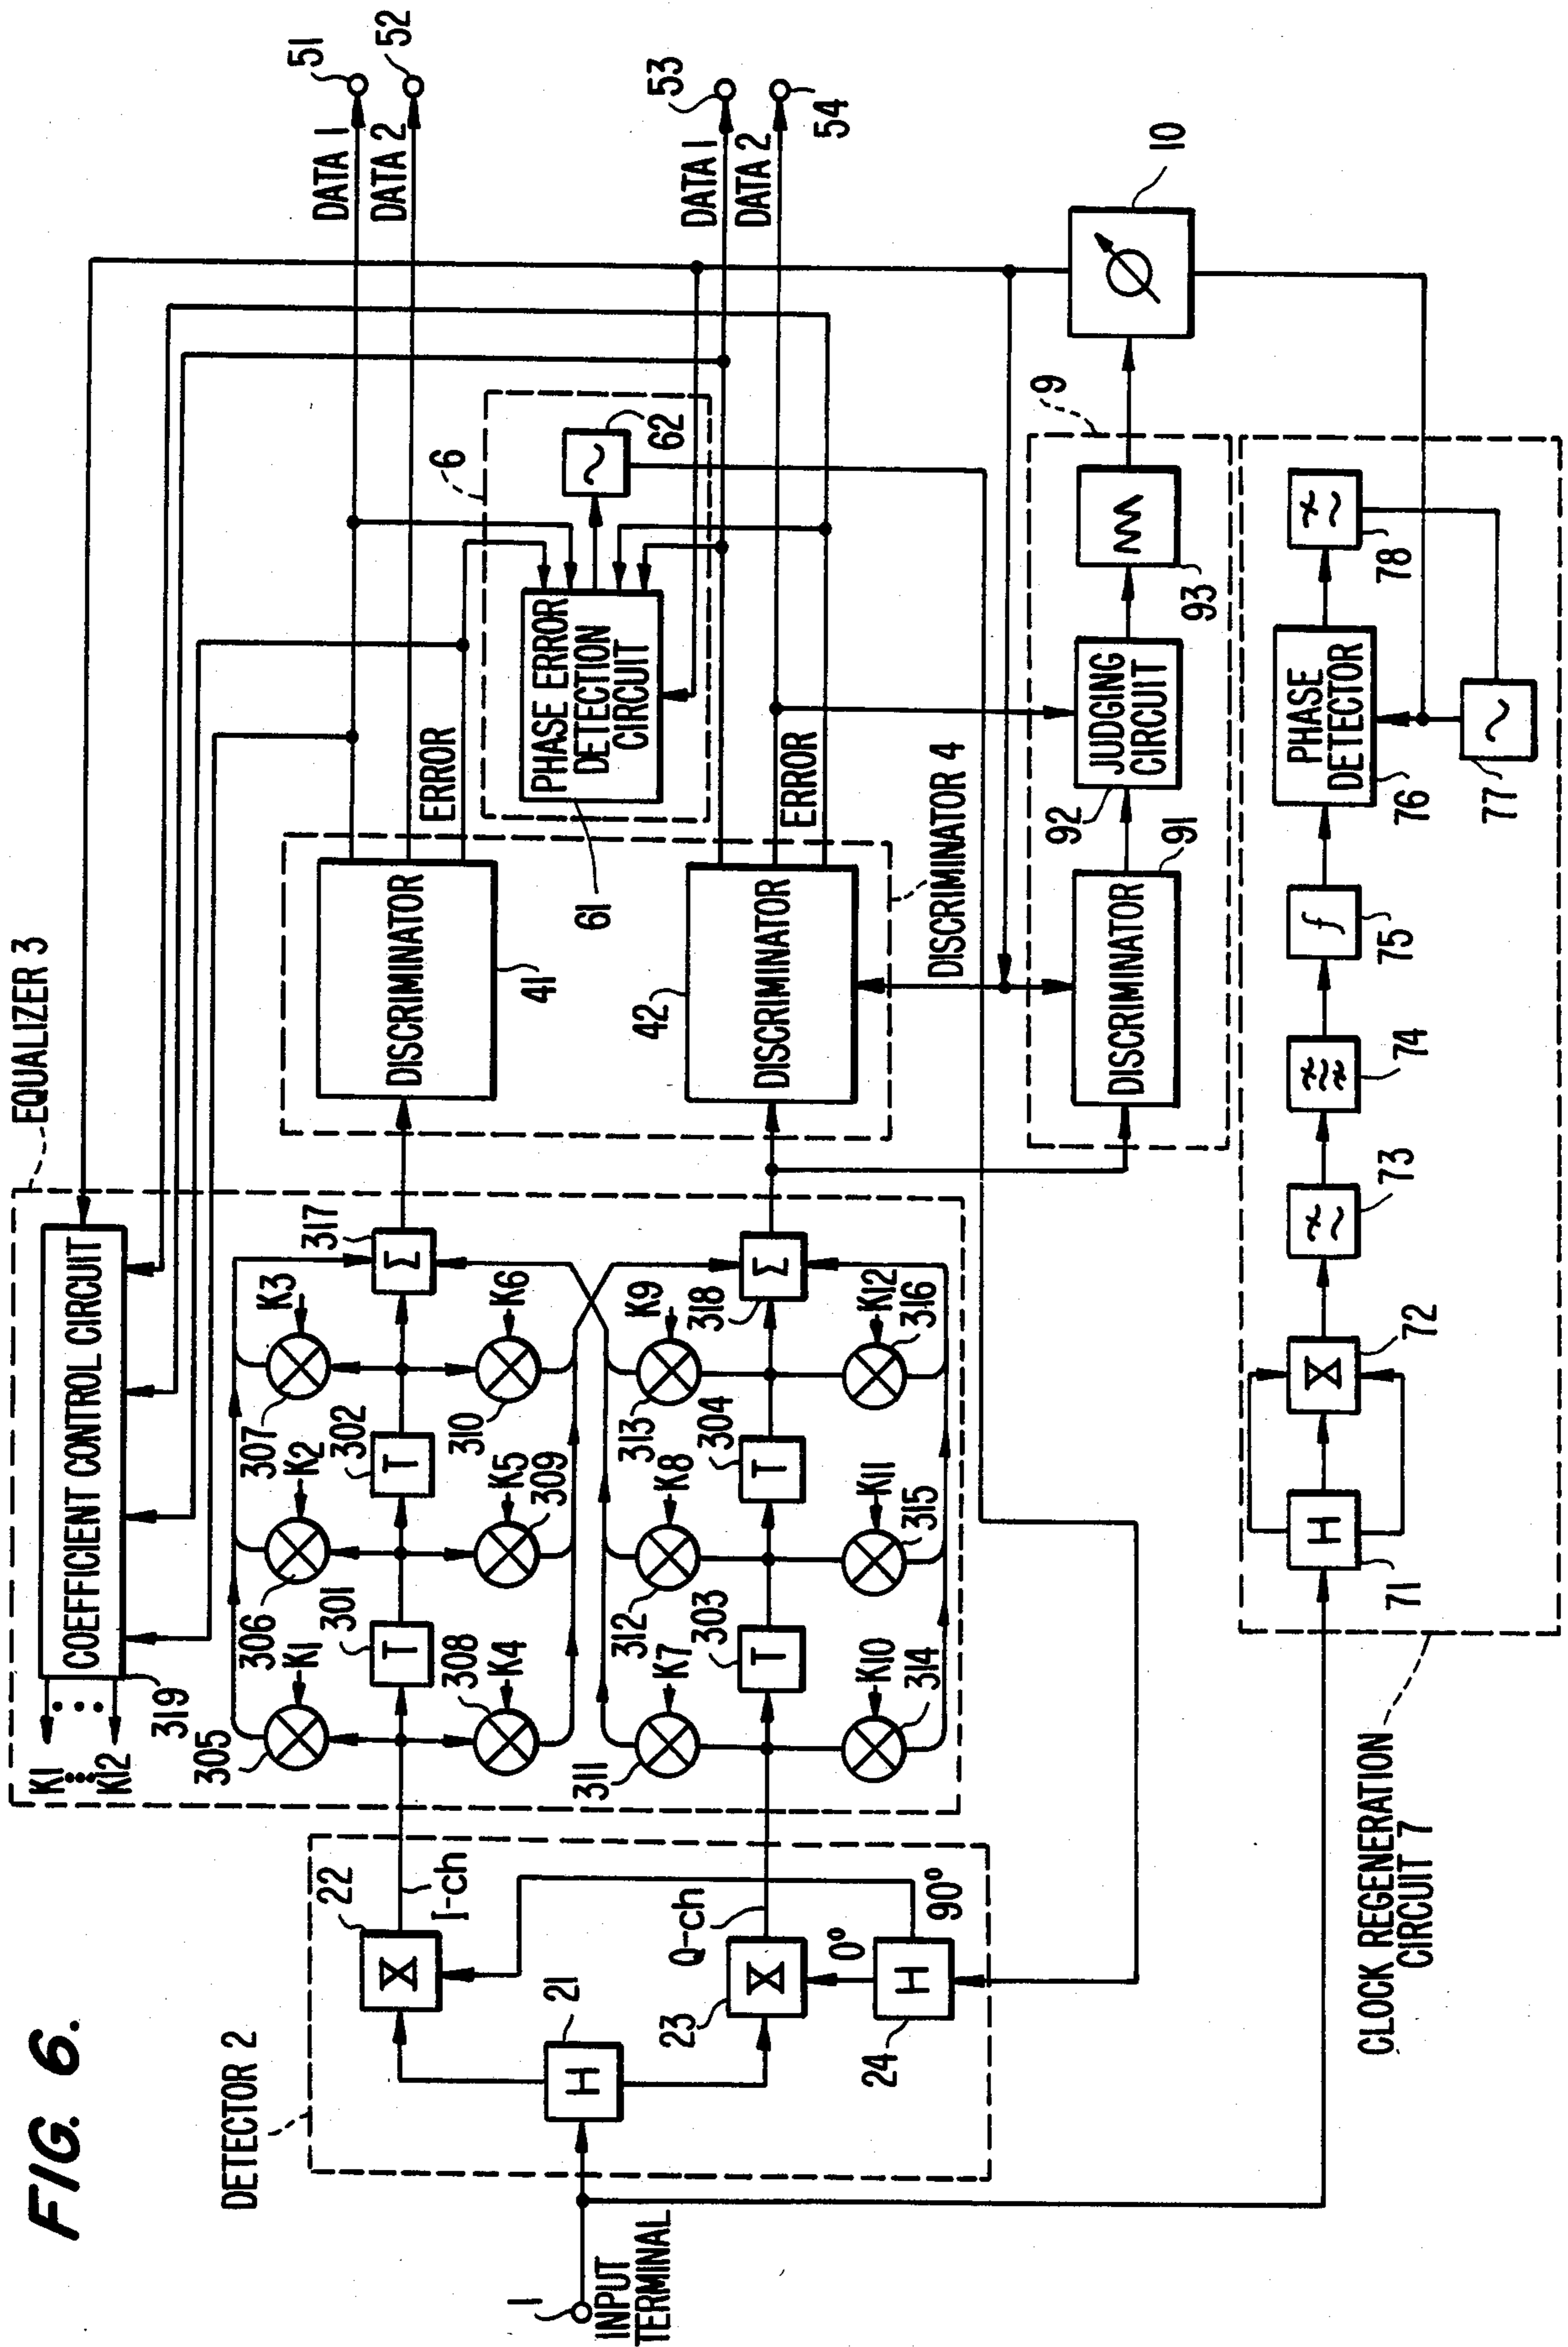 FIG. 6.
EQUALIZER 3
COEFFICIENT CONTROL CIRCUIT
K1
K12
319
305
K1
306
K2
307
K3
317
Σ
301
T
302
T
308
K4
309
K5
310
K6
311
K7
312
K8
313
K9
318
Σ
303
T
304
T
314
K10
315
K11
316
K12
DETECTOR 2
22
I-ch
21
H
Q-ch
23
0°
90°
24
H
1
INPUT
TERMINAL
DISCRIMINATOR
41
42
DISCRIMINATOR
DISCRIMINATOR 4
ERROR
ERROR
6
PHASE ERROR
DETECTION
CIRCUIT
61
62
DATA 1
51
DATA 2
52
DATA 1
53
DATA 2
54
9
DISCRIMINATOR
91
92
JUDGING
CIRCUIT
93
10
CLOCK REGENERATION
CIRCUIT 7
71
H
72
73
74
75
f
76
PHASE
DETECTOR
77
78